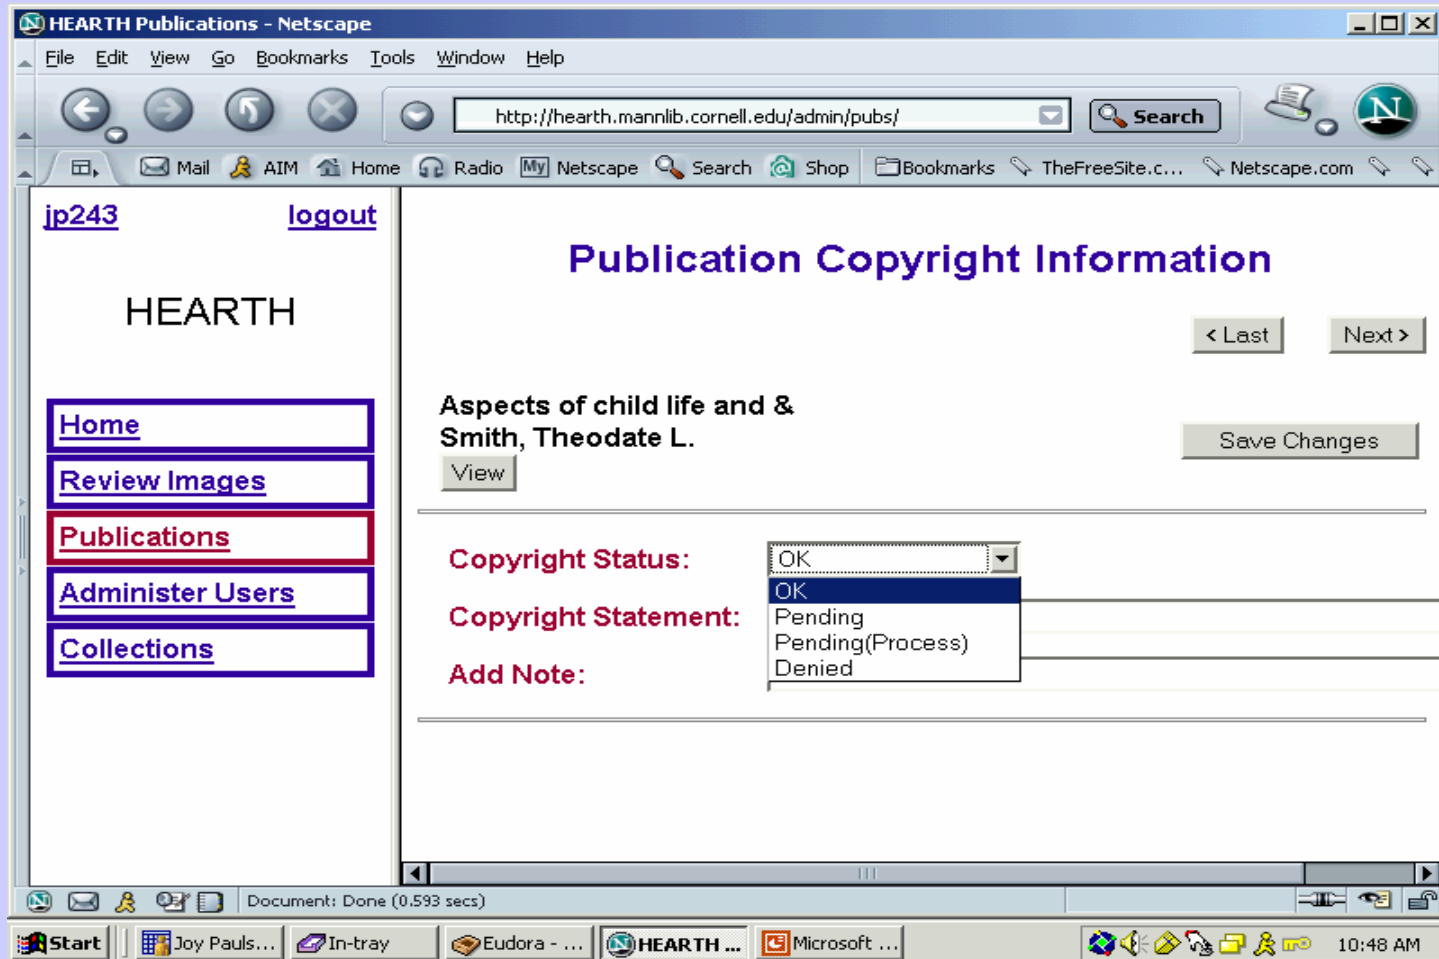 HEARTH Publications - Netscape
File Edit View Go Bookmarks Tools Window Help
http://hearth.mannlib.cornell.edu/admin/pubs/
Search
N
Mail AIM Home Radio My Netscape Search Shop Bookmarks TheFreeSite.c... Netscape.com
jp243 logout
HEARTH
Home
Review Images
Publications
Administer Users
Collections
Publication Copyright Information
< Last Next >
Aspects of child life and &
Smith, Theodate L.
View
Save Changes
Copyright Status: OK
OK
Pending
Pending(Process)
Denied
Copyright Statement:
Add Note:
Document: Done (0.593 secs)
Start Joy Pauls... In-tray Eudora - ... HEARTH ... Microsoft ... 10:48 AM